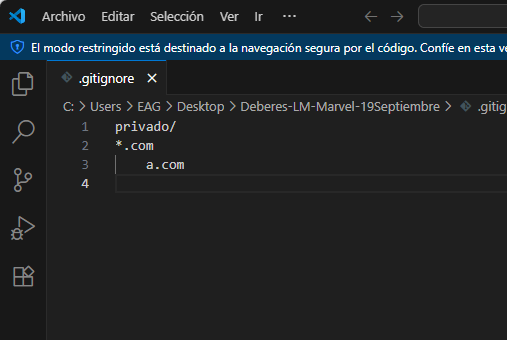 Archivo Editar Selección Ver Ir ···
El modo restringido está destinado a la navegación segura por el código. Confíe en esta ve
.gitignore
C: > Users > EAG > Desktop > Deberes-LM-Marvel-19Septiembre > .gitig
1 privado/
2 *.com
3 a.com
4